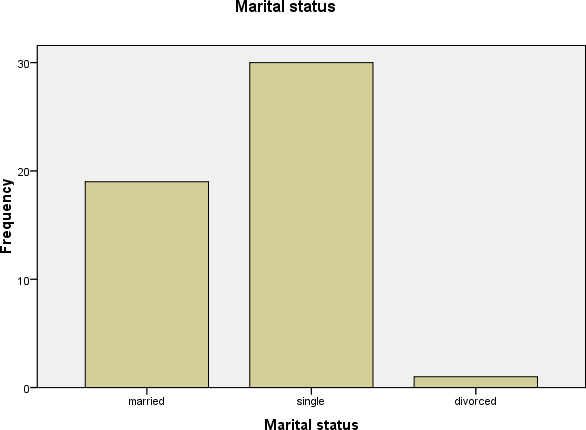 Marital status
30
20
10
0
Frequency
married single divorced
Marital status